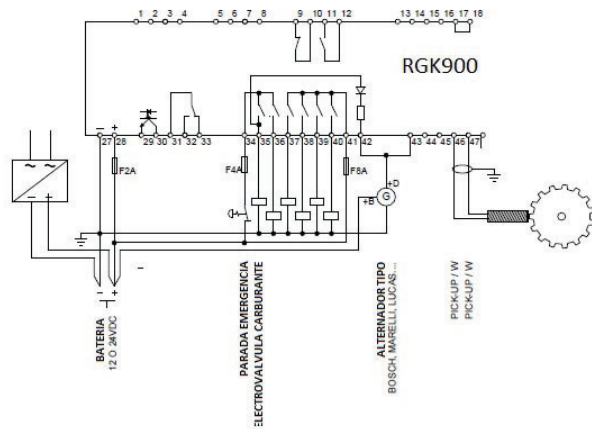 1 2 3 4 5 6 7 8 9 10 11 12 13 14 15 16 17 18
RGK900
27 28 29 30 31 32 33 34 35 36 37 38 39 40 41 42 43 44 45 46 47
F2A
F4A
F8A
+D
G
+B
BATERIA
12 O 24VDC
PARADA EMERGENCIA
ELECTROVALVULA CARBURANTE
ALTERNADOR TIPO
BOSCH, MARELLI, LUCAS...
PICK-UP / W
PICK-UP / W